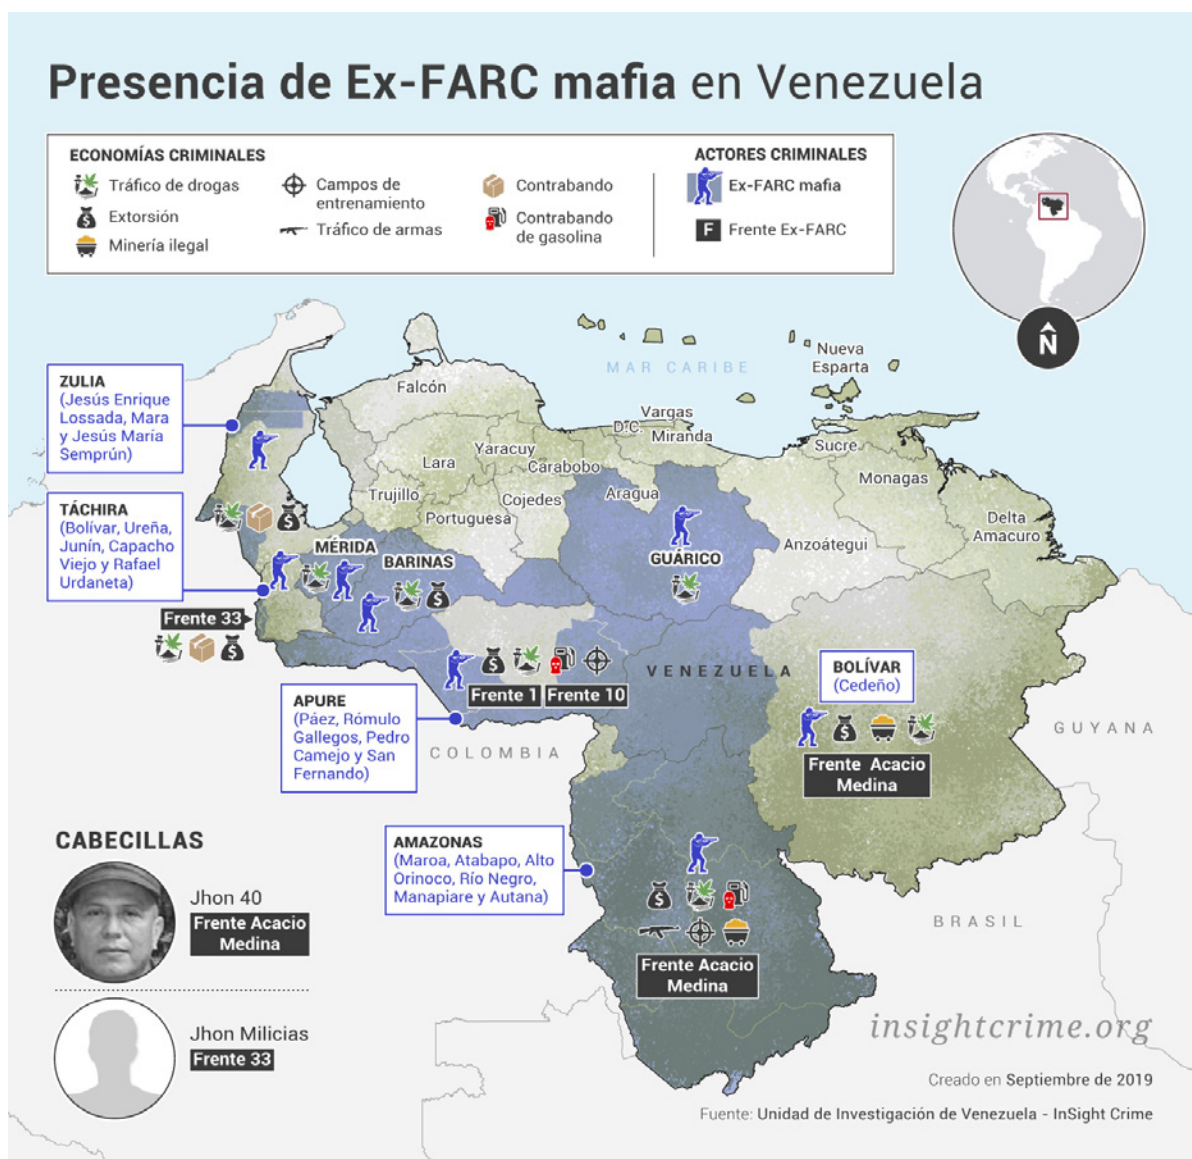 Presencia de Ex-FARC mafia en Venezuela
ECONOMÍAS CRIMINALES
Tráfico de drogas
Extorsión
Minería ilegal
Campos de
entrenamiento
Tráfico de armas
Contrabando
Contrabando
de gasolina
ACTORES CRIMINALES
Ex-FARC mafia
F Frente Ex-FARC
N
MAR CARIBE
Nueva
Esparta
Falcón
Vargas
D.C.
Miranda
Sucre
Yaracuy
Lara
Carabobo
Monagas
Trujillo
Cojedes
Aragua
Portuguesa
Delta
Amacuro
Anzoátegui
ZULIA
(Jesús Enrique
Lossada, Mara
y Jesús María
Semprún)
TÁCHIRA
(Bolívar, Ureña,
Junín, Capacho
Viejo y Rafael
Urdaneta)
MÉRIDA
BARINAS
GUÁRICO
Frente 33
VENEZUELA
Frente 1
Frente 10
APURE
(Páez, Rómulo
Gallegos, Pedro
Camejo y San
Fernando)
COLOMBIA
BOLÍVAR
(Cedeño)
Frente Acacio
Medina
GUYANA
AMAZONAS
(Maroa, Atabapo, Alto
Orinoco, Río Negro,
Manapiare y Autana)
Frente Acacio
Medina
BRASIL
CABECILLAS
Jhon 40
Frente Acacio
Medina
Jhon Milicias
Frente 33
insightcrime.org
Creado en Septiembre de 2019
Fuente: Unidad de Investigación de Venezuela - InSight Crime